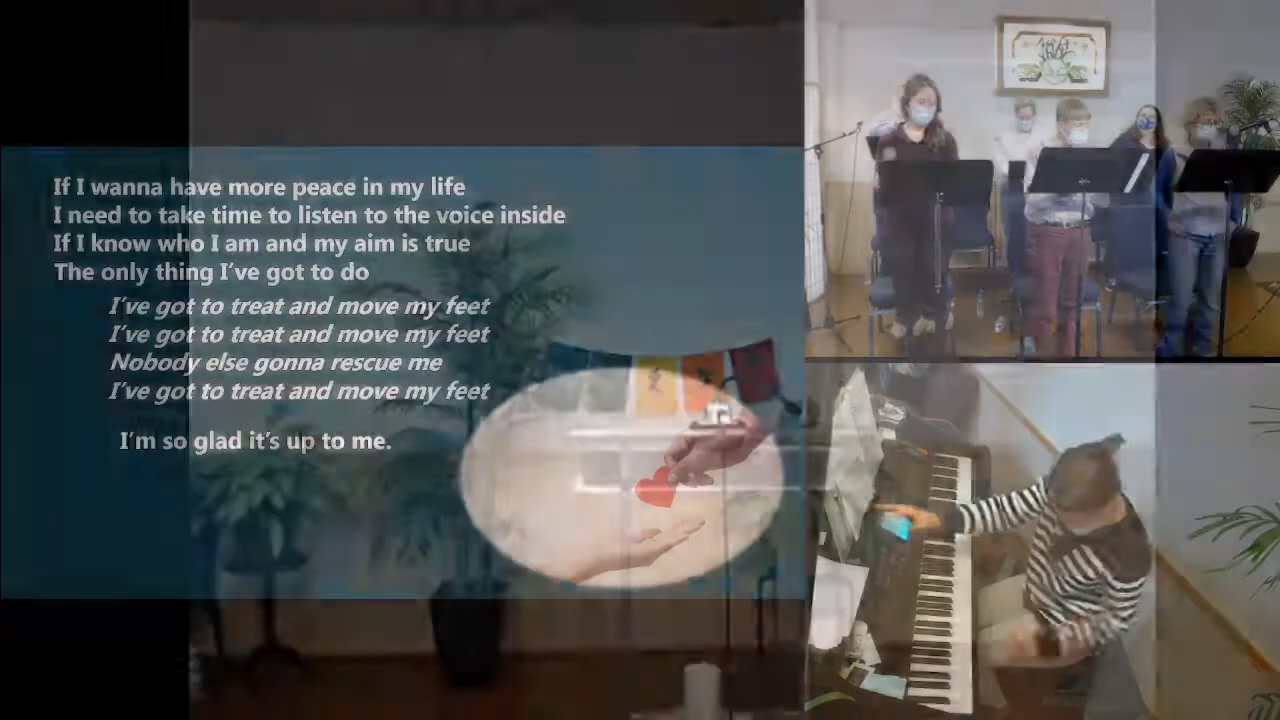 If I wanna have more peace in my life
I need to take time to listen to the voice inside
If I know who I am and my aim is true
The only thing I've got to do
I've got to treat and move my feet
I've got to treat and move my feet
Nobody else gonna rescue me
I've got to treat and move my feet
I'm so glad it's up to me.